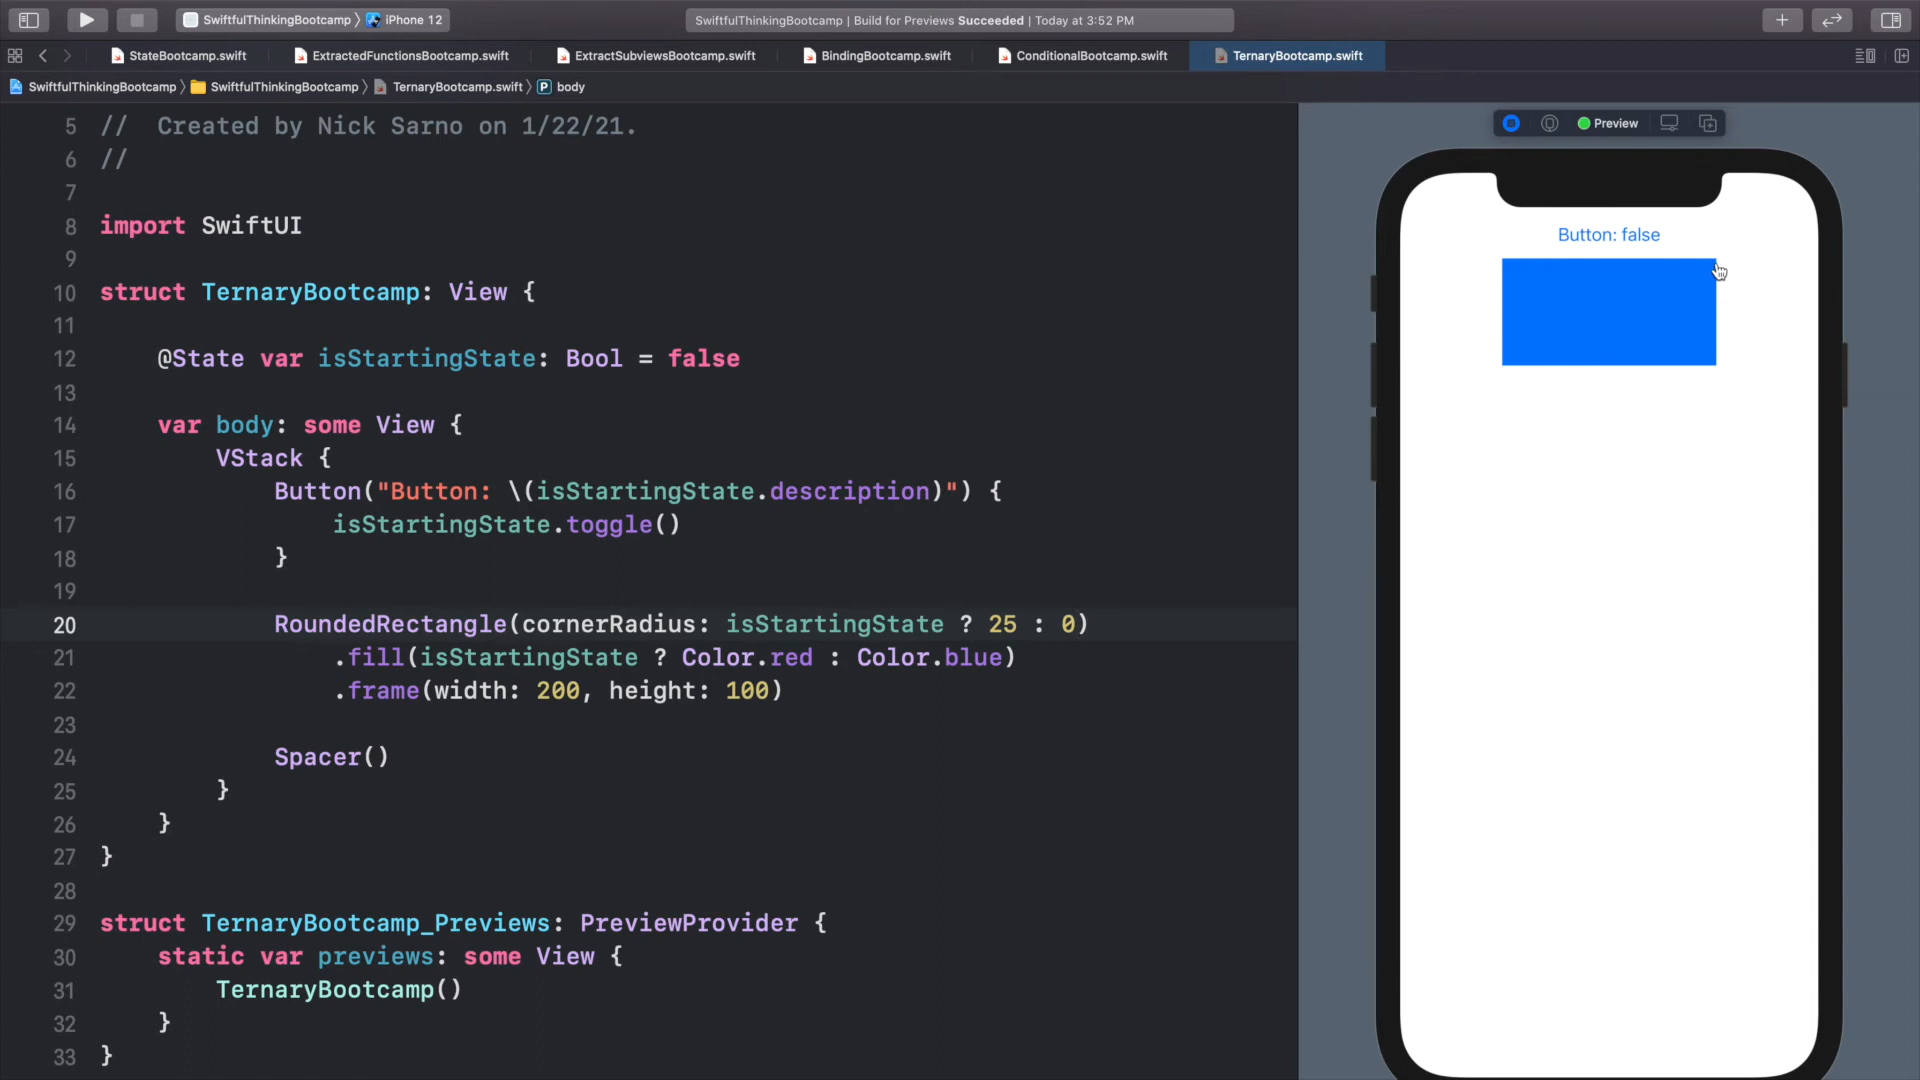 SwiftfulThinkingBootcamp 〉 iPhone 12
SwiftfulThinkingBootcamp | Build for Previews Succeeded | Today at 3:52 PM
StateBootcamp.swift
ExtractedFunctionsBootcamp.swift
ExtractSubviewsBootcamp.swift
BindingBootcamp.swift
ConditionalBootcamp.swift
TernaryBootcamp.swift
SwiftfulThinkingBootcamp 〉 SwiftfulThinkingBootcamp 〉 TernaryBootcamp.swift 〉 P body
5 //  Created by Nick Sarno on 1/22/21.
6 //
7
8 import SwiftUI
9
10 struct TernaryBootcamp: View {
11
12     @State var isStartingState: Bool = false
13
14     var body: some View {
15         VStack {
16             Button("Button: \(isStartingState.description)") {
17                 isStartingState.toggle()
18             }
19
20             RoundedRectangle(cornerRadius: isStartingState ? 25 : 0)
21                 .fill(isStartingState ? Color.red : Color.blue)
22                 .frame(width: 200, height: 100)
23
24             Spacer()
25         }
26     }
27 }
28
29 struct TernaryBootcamp_Previews: PreviewProvider {
30     static var previews: some View {
31         TernaryBootcamp()
32     }
33 }
Preview
Button: false